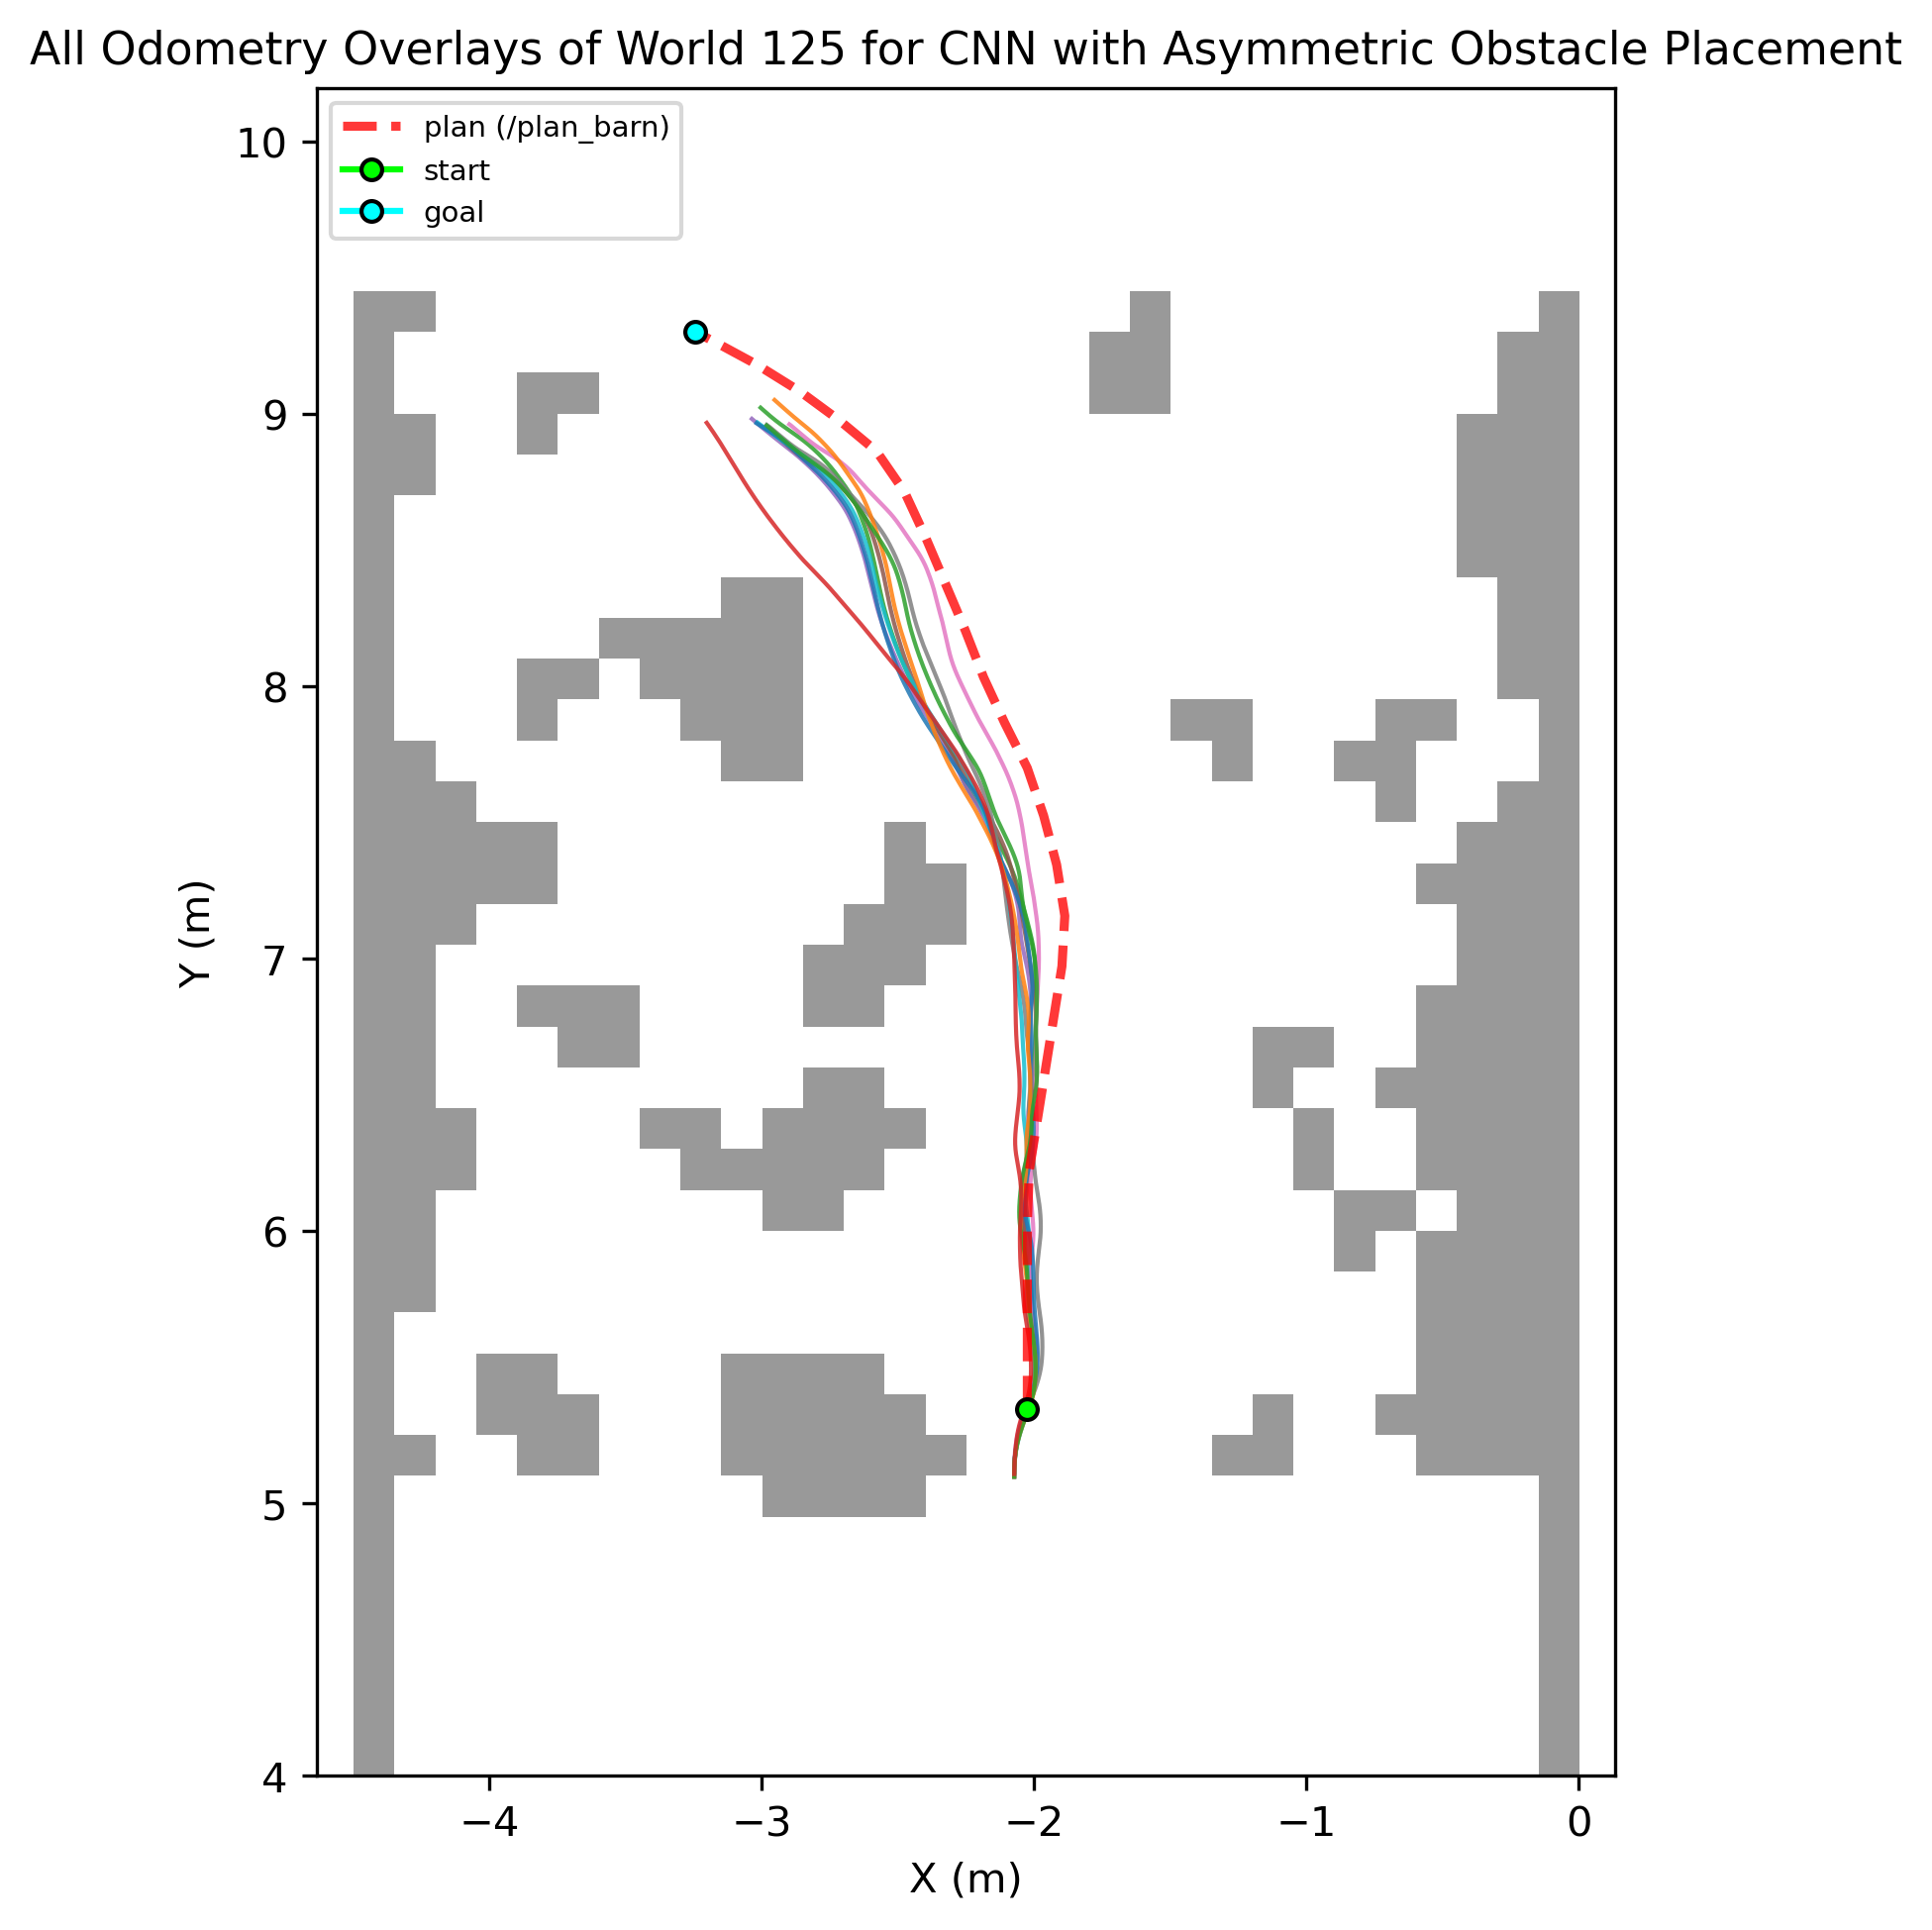 All Odometry Overlays of World 125 for CNN with Asymmetric Obstacle Placement
plan (/plan_barn)
start
goal
10
9
8
7
6
5
4
Y (m)
−4
−3
−2
−1
0
X (m)